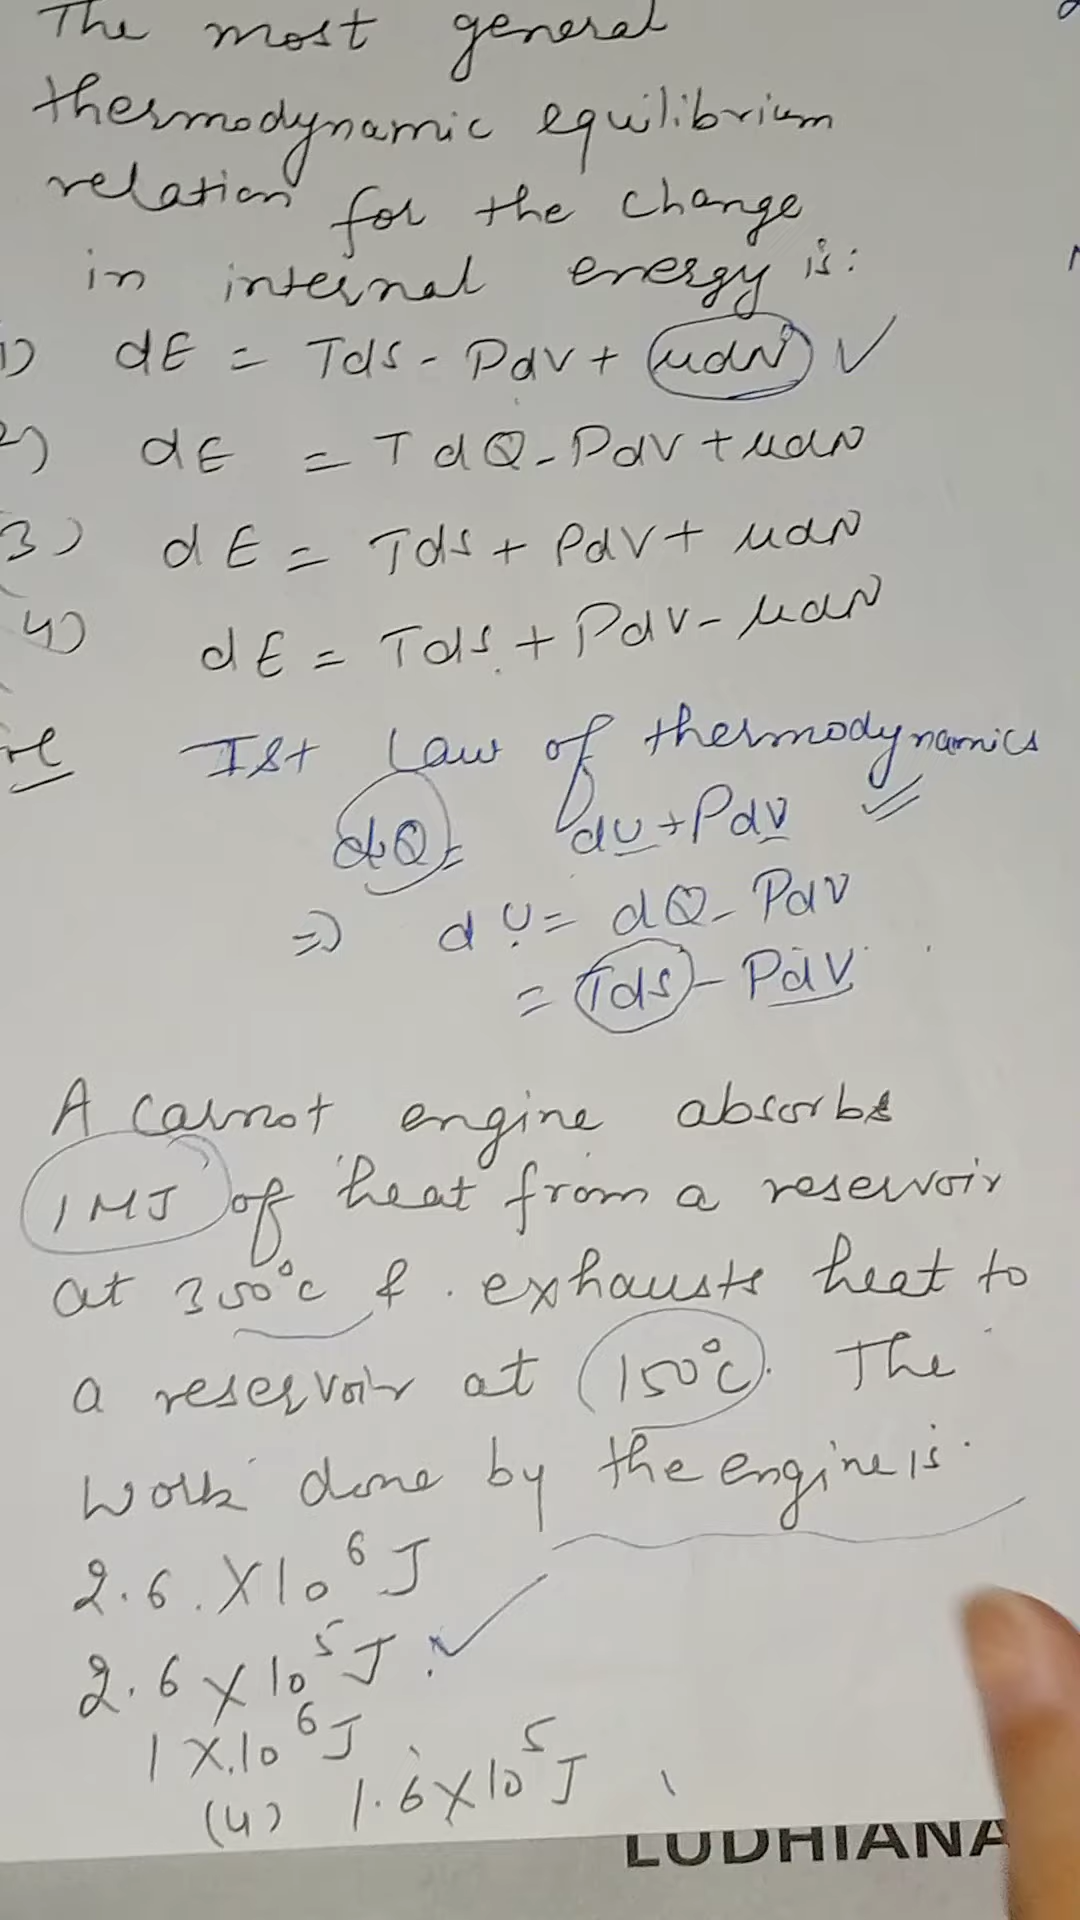 The most general
thermodynamic equilibrium
relation for the change
in internal energy is:
1) dE = Tds - Pdv + μdN ✓
2) dE = TdQ - Pdv + μdN
3) dE = Tds + Pdv + μdN
4) dE = Tds + Pdv - μdN
Ist Law of thermodynamics
dQ = dU + PdV
=> dU = dQ - PdV
= Tds - PdV
A Carnot engine absorbs
1 MJ of heat from a reservoir
at 350°c & exhausts heat to
a reservoir at 150°c. The
work done by the engine is.
2.6 × 10⁶ J
2.6 × 10⁵ J ✓
1 × 10⁶ J
(4) 1.6 × 10⁵ J
LUDHIANA